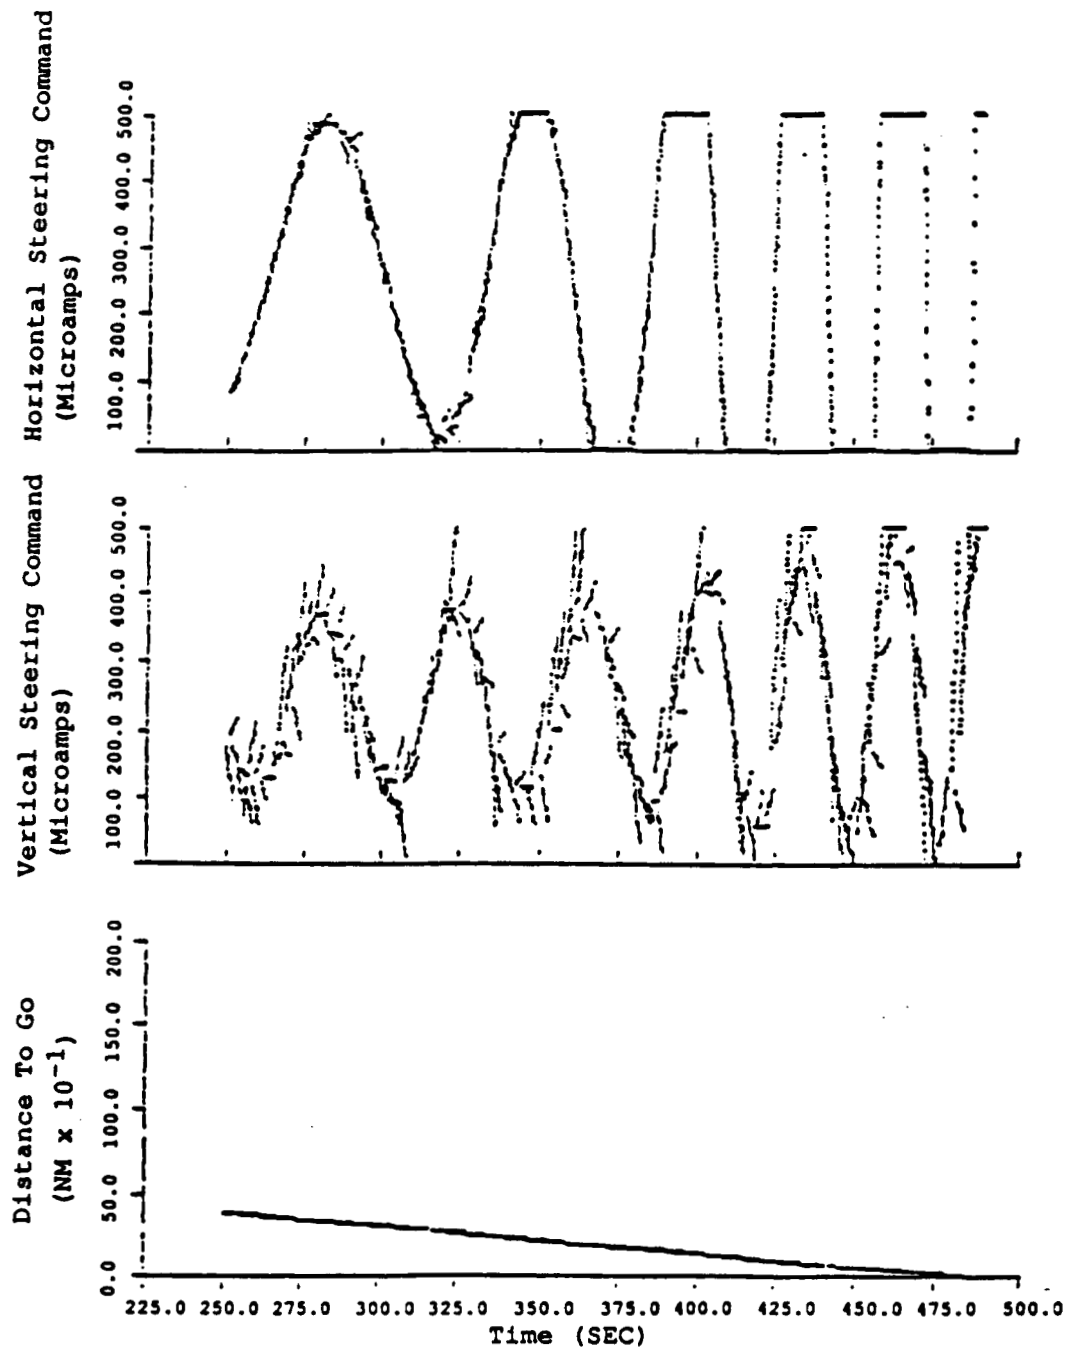 Horizontal Steering Command
(Microamps)
500.0
400.0
300.0
200.0
100.0
Vertical Steering Command
(Microamps)
500.0
400.0
300.0
200.0
100.0
Distance To Go
(NM x 10⁻¹)
200.0
150.0
100.0
50.0
0.0
225.0 250.0 275.0 300.0 325.0 350.0 375.0 400.0 425.0 450.0 475.0 500.0
Time (SEC)